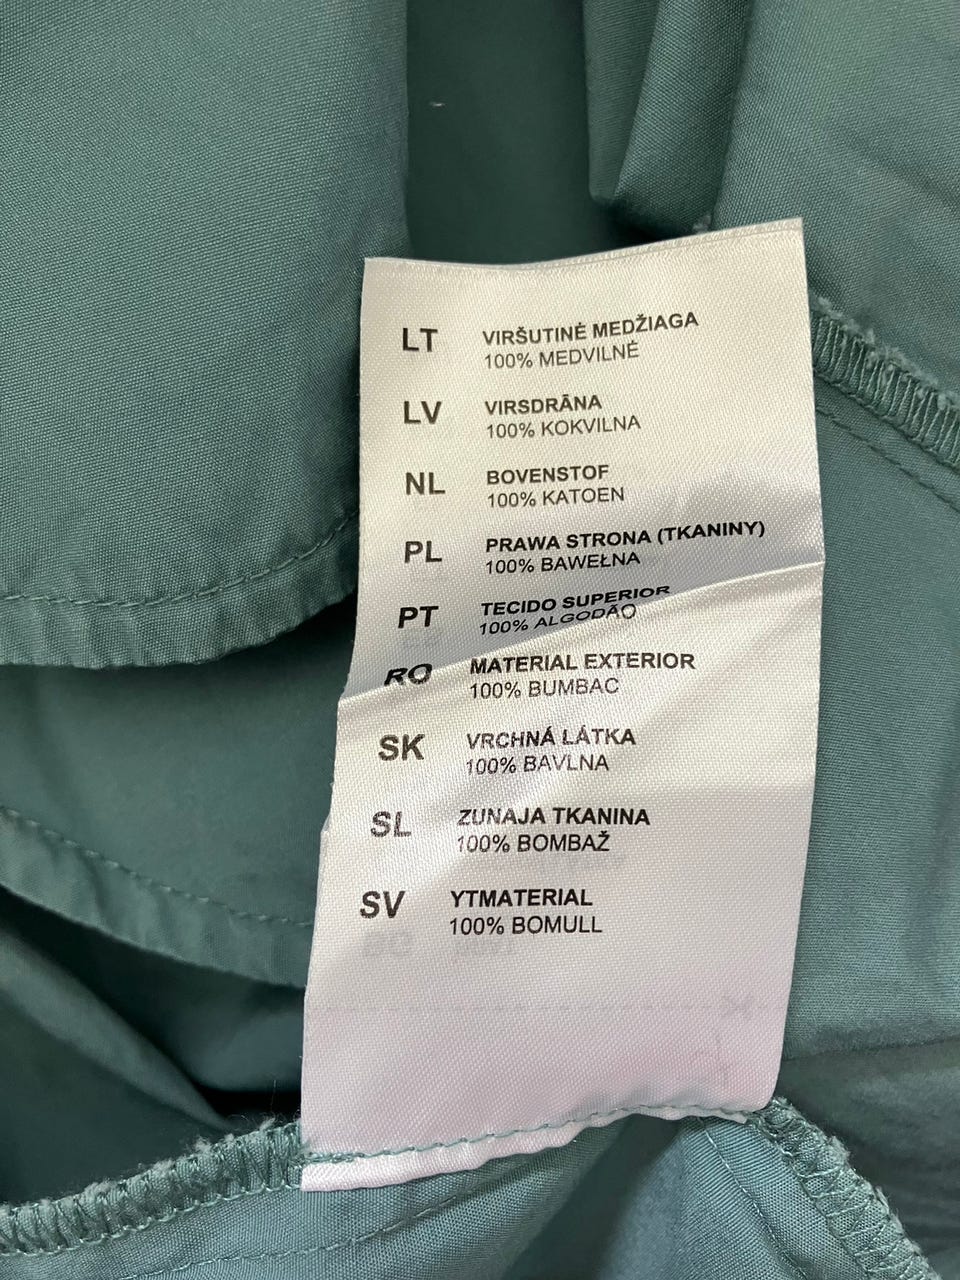 LT VIRŠUTINĖ MEDŽIAGA
100% MEDVILNĖ
LV VIRSDRĀNA
100% KOKVILNA
NL BOVENSTOF
100% KATOEN
PL PRAWA STRONA (TKANINY)
100% BAWEŁNA
PT TECIDO SUPERIOR
100% ALGODÃO
RO MATERIAL EXTERIOR
100% BUMBAC
SK VRCHNÁ LÁTKA
100% BAVLNA
SL ZUNAJA TKANINA
100% BOMBAŽ
SV YTMATERIAL
100% BOMULL